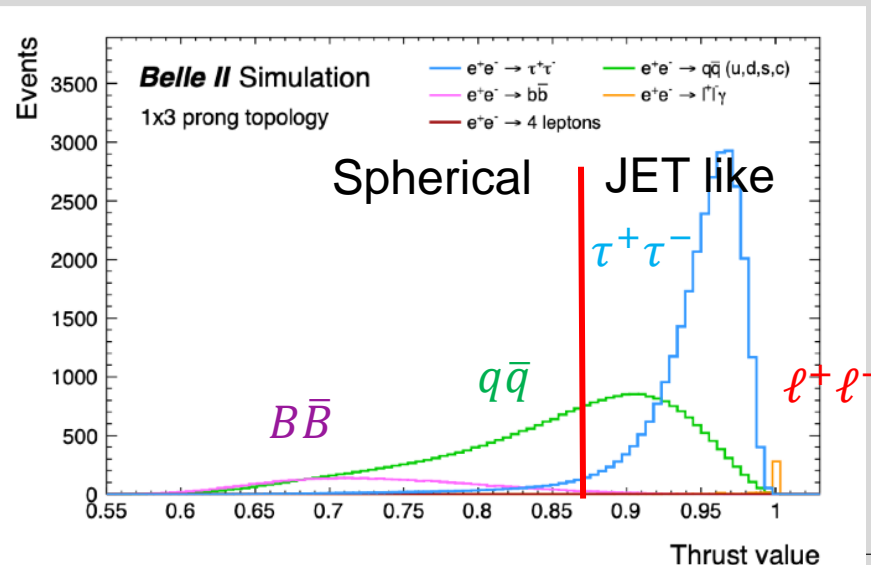 Events
Belle II Simulation
1x3 prong topology
e⁺e⁻ → τ⁺τ⁻
e⁺e⁻ → qq̅ (u,d,s,c)
e⁺e⁻ → bb̅
e⁺e⁻ → l⁺l⁻γ
e⁺e⁻ → 4 leptons
Spherical
JET like
τ⁺τ⁻
qq̅
BB̅
ℓ⁺ℓ⁻
3500
3000
2500
2000
1500
1000
500
0
0.55 0.6 0.65 0.7 0.75 0.8 0.85 0.9 0.95 1
Thrust value